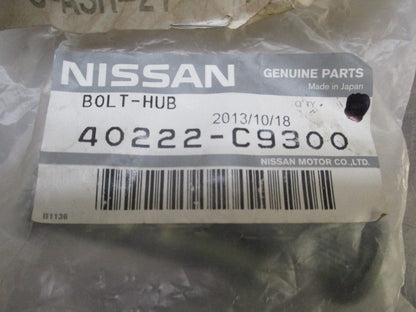 NISSAN
GENUINE PARTS
Made in Japan
BOLT-HUB
Q'TY
2013/10/18
40222-C9300
NISSAN MOTOR CO.,LTD.
B1136